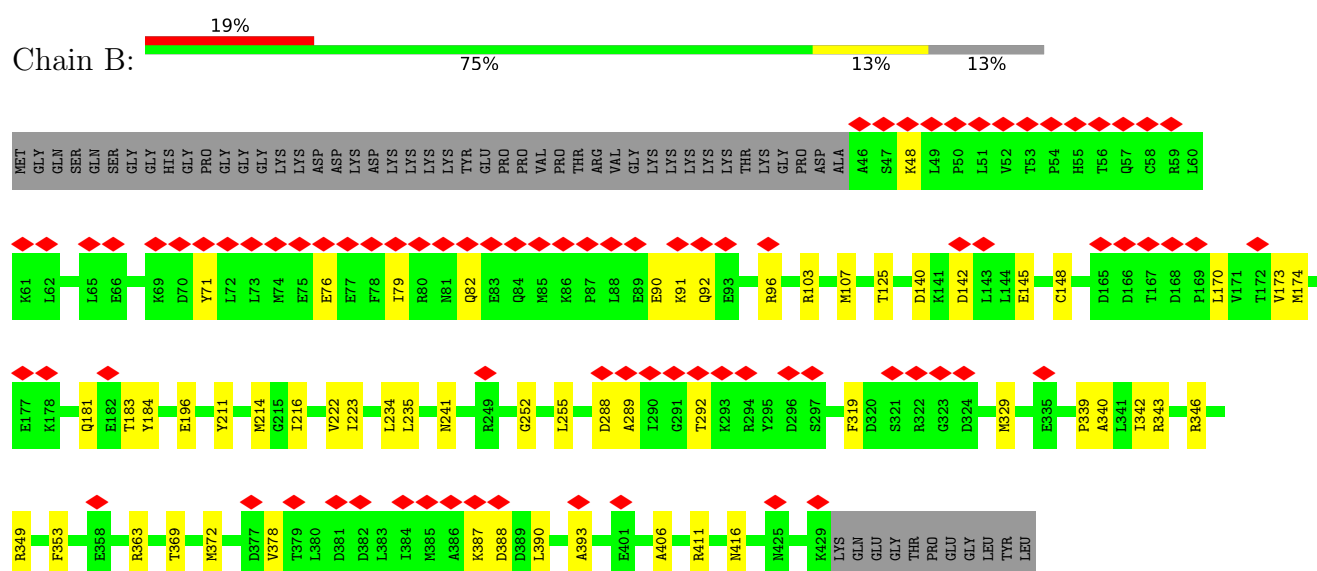 19%
Chain B:
75% 13% 13%
MET GLY GLN SER GLN SER GLY GLY HIS GLY PRO GLY GLY GLY LYS LYS ASP ASP LYS ASP LYS LYS LYS LYS TYR GLU PRO PRO VAL PRO THR ARG VAL GLY LYS LYS LYS LYS LYS THR LYS GLY PRO ASP ALA A46 S47 K48 L49 P50 L51 V52 T53 P54 H55 T56 Q57 C58 R59 L60
K61 L62 L65 E66 K69 D70 Y71 L72 L73 M74 E75 E76 E77 F78 I79 R80 N81 Q82 E83 Q84 M85 K86 P87 L88 E89 E90 K91 Q92 E93 R96 R103 M107 T125 D140 K141 D142 L143 L144 E145 C148 D165 D166 T167 D168 P169 L170 V171 T172 V173 M174
E177 K178 Q181 E182 T183 Y184 E196 Y211 M214 G215 I216 V222 I223 L234 L235 N241 R249 G252 L255 D288 A289 I290 G291 T292 K293 R294 Y295 D296 S297 F319 D320 S321 R322 G323 D324 M329 E335 P339 A340 L341 I342 R343 R346
R349 F353 E358 R363 T369 M372 D377 V378 T379 L380 D381 D382 L383 I384 M385 A386 K387 D388 D389 L390 A393 E401 A406 R411 N416 N425 K429 LYS GLN GLU GLY THR PRO GLU GLY LEU TYR LEU